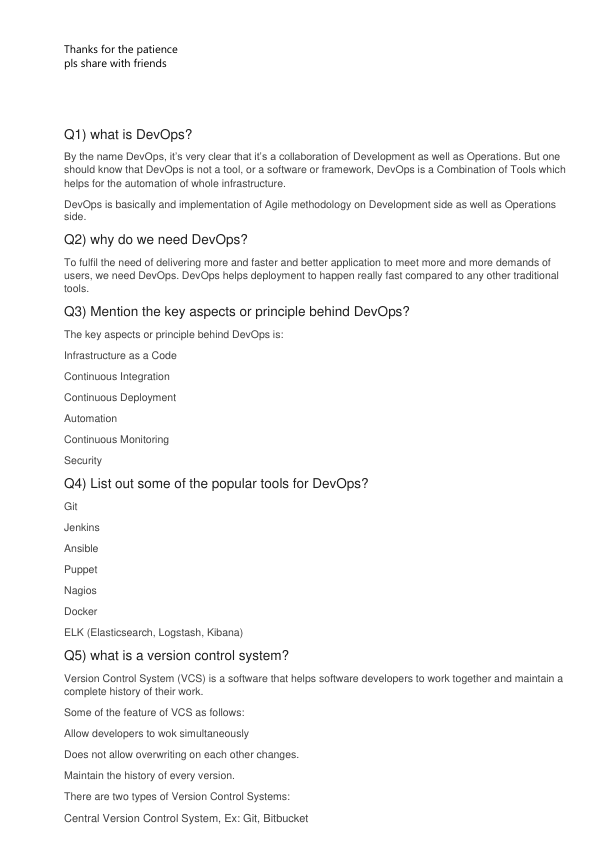 Thanks for the patience
pls share with friends
Q1) what is DevOps?
By the name DevOps, it's very clear that it's a collaboration of Development as well as Operations. But one
should know that DevOps is not a tool, or a software or framework, DevOps is a Combination of Tools which
helps for the automation of whole infrastructure.
DevOps is basically and implementation of Agile methodology on Development side as well as Operations
side.
Q2) why do we need DevOps?
To fulfil the need of delivering more and faster and better application to meet more and more demands of
users, we need DevOps. DevOps helps deployment to happen really fast compared to any other traditional
tools.
Q3) Mention the key aspects or principle behind DevOps?
The key aspects or principle behind DevOps is:
Infrastructure as a Code
Continuous Integration
Continuous Deployment
Automation
Continuous Monitoring
Security
Q4) List out some of the popular tools for DevOps?
Git
Jenkins
Ansible
Puppet
Nagios
Docker
ELK (Elasticsearch, Logstash, Kibana)
Q5) what is a version control system?
Version Control System (VCS) is a software that helps software developers to work together and maintain a
complete history of their work.
Some of the feature of VCS as follows:
Allow developers to wok simultaneously
Does not allow overwriting on each other changes.
Maintain the history of every version.
There are two types of Version Control Systems:
Central Version Control System, Ex: Git, Bitbucket